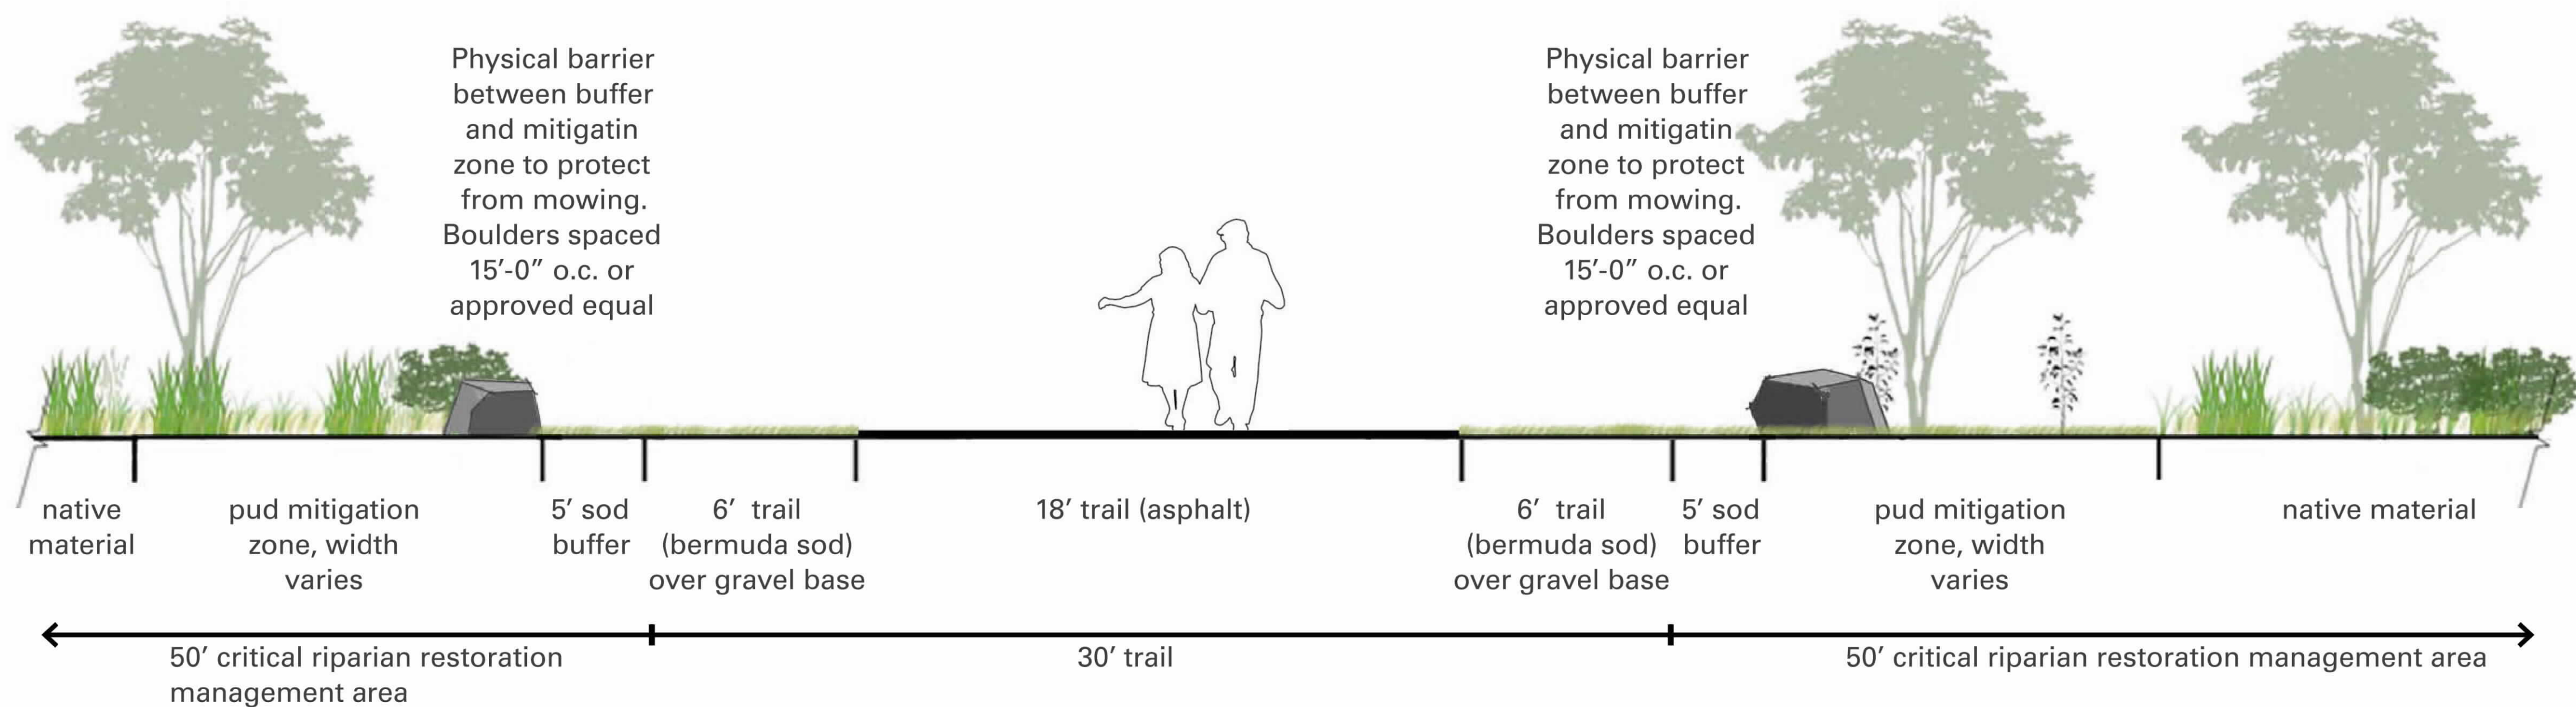 Physical barrier
between buffer
and mitigatin
zone to protect
from mowing.
Boulders spaced
15’-0” o.c. or
approved equal
Physical barrier
between buffer
and mitigatin
zone to protect
from mowing.
Boulders spaced
15’-0” o.c. or
approved equal
native
material
pud mitigation
zone, width
varies
5’ sod
buffer
6’ trail
(bermuda sod)
over gravel base
18’ trail (asphalt)
6’ trail
(bermuda sod)
over gravel base
5’ sod
buffer
pud mitigation
zone, width
varies
native material
50’ critical riparian restoration
management area
30’ trail
50’ critical riparian restoration management area